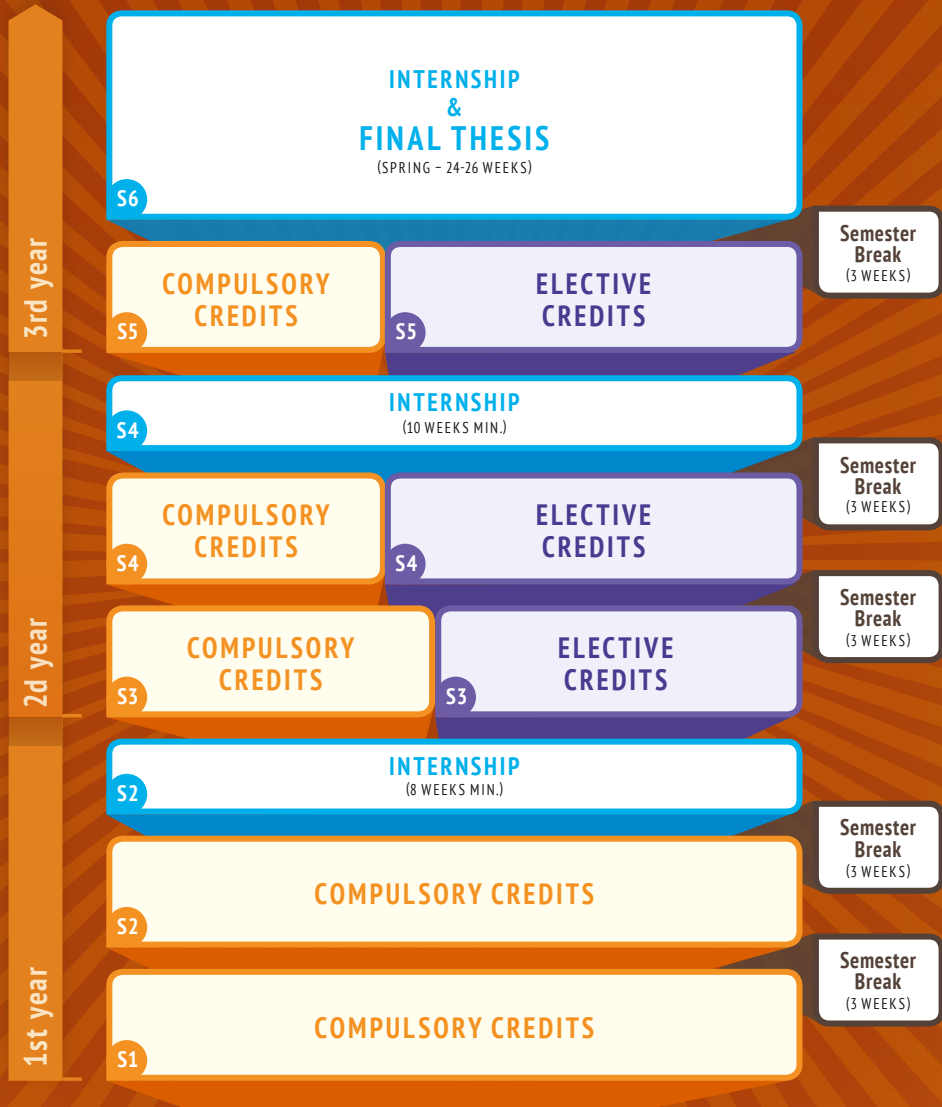 INTERNSHIP
&
FINAL THESIS
(SPRING – 24-26 WEEKS)
S6
Semester
Break
(3 WEEKS)
3rd year
COMPULSORY
CREDITS
S5
ELECTIVE
CREDITS
S5
INTERNSHIP
(10 WEEKS MIN.)
S4
Semester
Break
(3 WEEKS)
COMPULSORY
CREDITS
S4
ELECTIVE
CREDITS
S4
Semester
Break
(3 WEEKS)
2d year
COMPULSORY
CREDITS
S3
ELECTIVE
CREDITS
S3
INTERNSHIP
(8 WEEKS MIN.)
S2
Semester
Break
(3 WEEKS)
COMPULSORY CREDITS
S2
Semester
Break
(3 WEEKS)
1st year
COMPULSORY CREDITS
S1